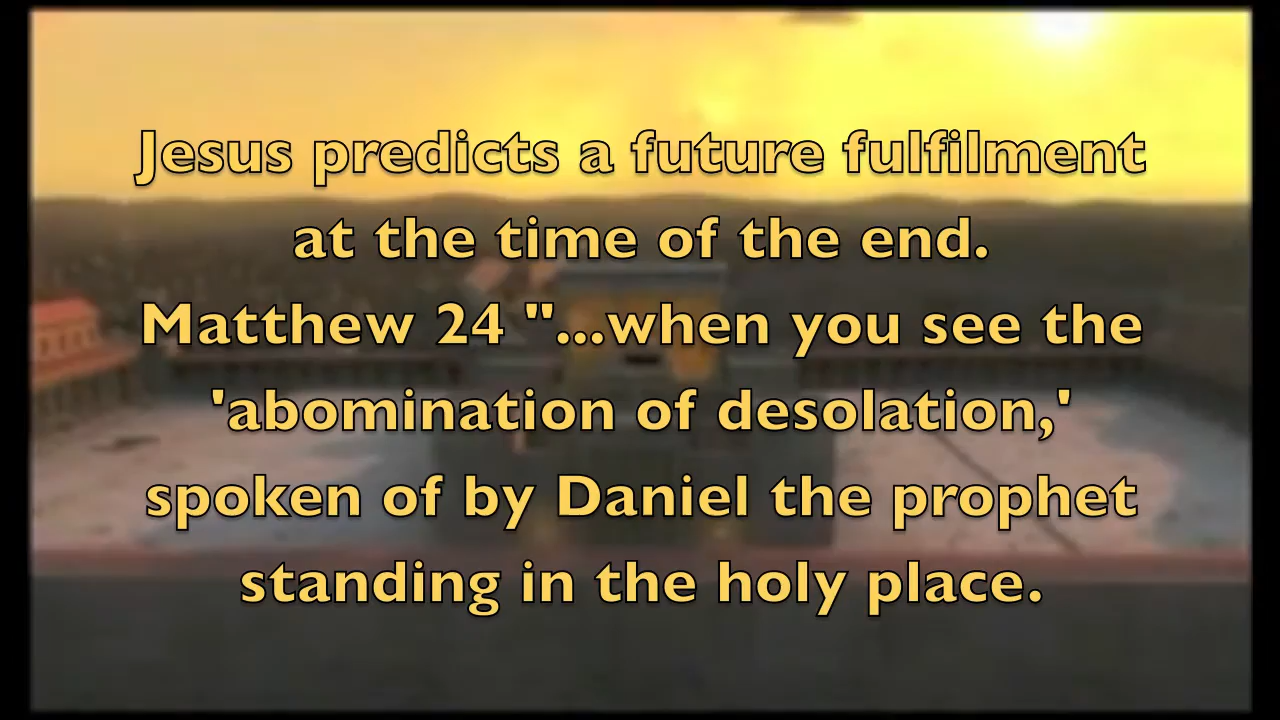 Jesus predicts a future fulfilment
at the time of the end.
Matthew 24 "...when you see the
'abomination of desolation,'
spoken of by Daniel the prophet
standing in the holy place.